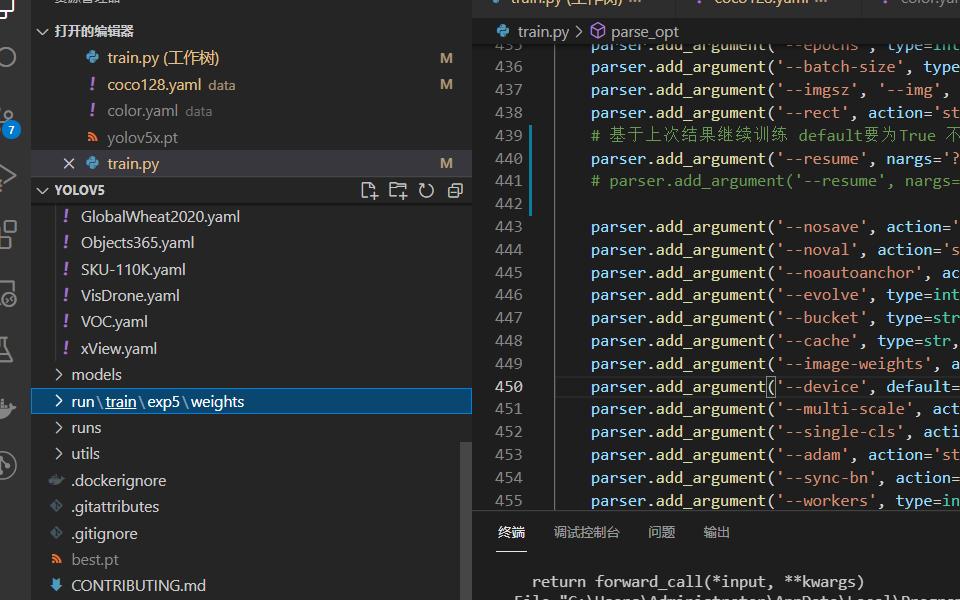 打开的编辑器
train.py (工作树) M
coco128.yaml data M
color.yaml data
yolov5x.pt
train.py M
7
YOLOV5
GlobalWheat2020.yaml
Objects365.yaml
SKU-110K.yaml
VisDrone.yaml
VOC.yaml
xView.yaml
models
run\train\exp5\weights
runs
utils
.dockerignore
.gitattributes
.gitignore
best.pt
CONTRIBUTING.md
train.py > parse_opt
435 parser.add_argument('--epochs', type=int
436 parser.add_argument('--batch-size', type
437 parser.add_argument('--imgsz', '--img',
438 parser.add_argument('--rect', action='st
439 # 基于上次结果继续训练 default要为True 不
440 parser.add_argument('--resume', nargs='?
441 # parser.add_argument('--resume', nargs=
442
443 parser.add_argument('--nosave', action='
444 parser.add_argument('--noval', action='s
445 parser.add_argument('--noautoanchor', ac
446 parser.add_argument('--evolve', type=int
447 parser.add_argument('--bucket', type=str
448 parser.add_argument('--cache', type=str,
449 parser.add_argument('--image-weights', a
450 parser.add_argument('--device', default=
451 parser.add_argument('--multi-scale', act
452 parser.add_argument('--single-cls', acti
453 parser.add_argument('--adam', action='st
454 parser.add_argument('--sync-bn', action=
455 parser.add_argument('--workers', type=in
终端 调试控制台 问题 输出
return forward_call(*input, **kwargs)